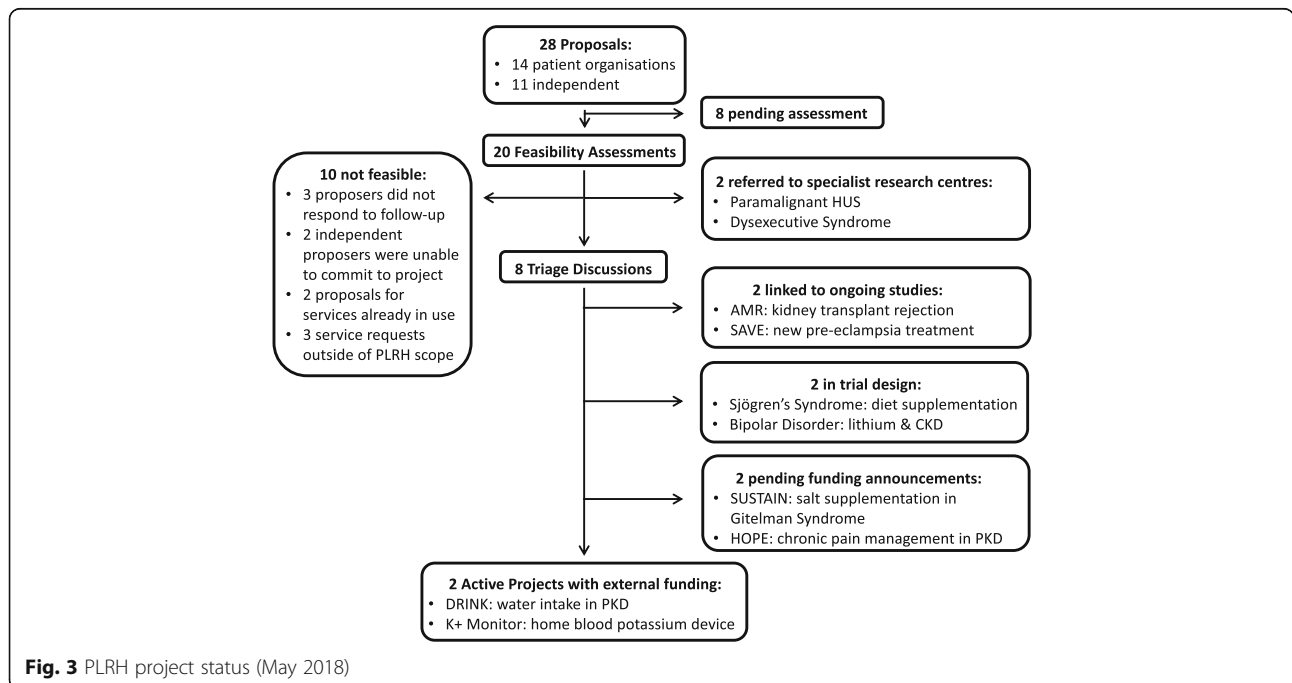 28 Proposals:
• 14 patient organisations
• 11 independent
8 pending assessment
20 Feasibility Assessments
10 not feasible:
• 3 proposers did not
respond to follow-up
• 2 independent
proposers were unable
to commit to project
• 2 proposals for
services already in use
• 3 service requests
outside of PLRH scope
2 referred to specialist research centres:
• Paramalignant HUS
• Dysexecutive Syndrome
8 Triage Discussions
2 linked to ongoing studies:
• AMR: kidney transplant rejection
• SAVE: new pre-eclampsia treatment
2 in trial design:
• Sjögren's Syndrome: diet supplementation
• Bipolar Disorder: lithium & CKD
2 pending funding announcements:
• SUSTAIN: salt supplementation in
Gitelman Syndrome
• HOPE: chronic pain management in PKD
2 Active Projects with external funding:
• DRINK: water intake in PKD
• K+ Monitor: home blood potassium device
Fig. 3 PLRH project status (May 2018)